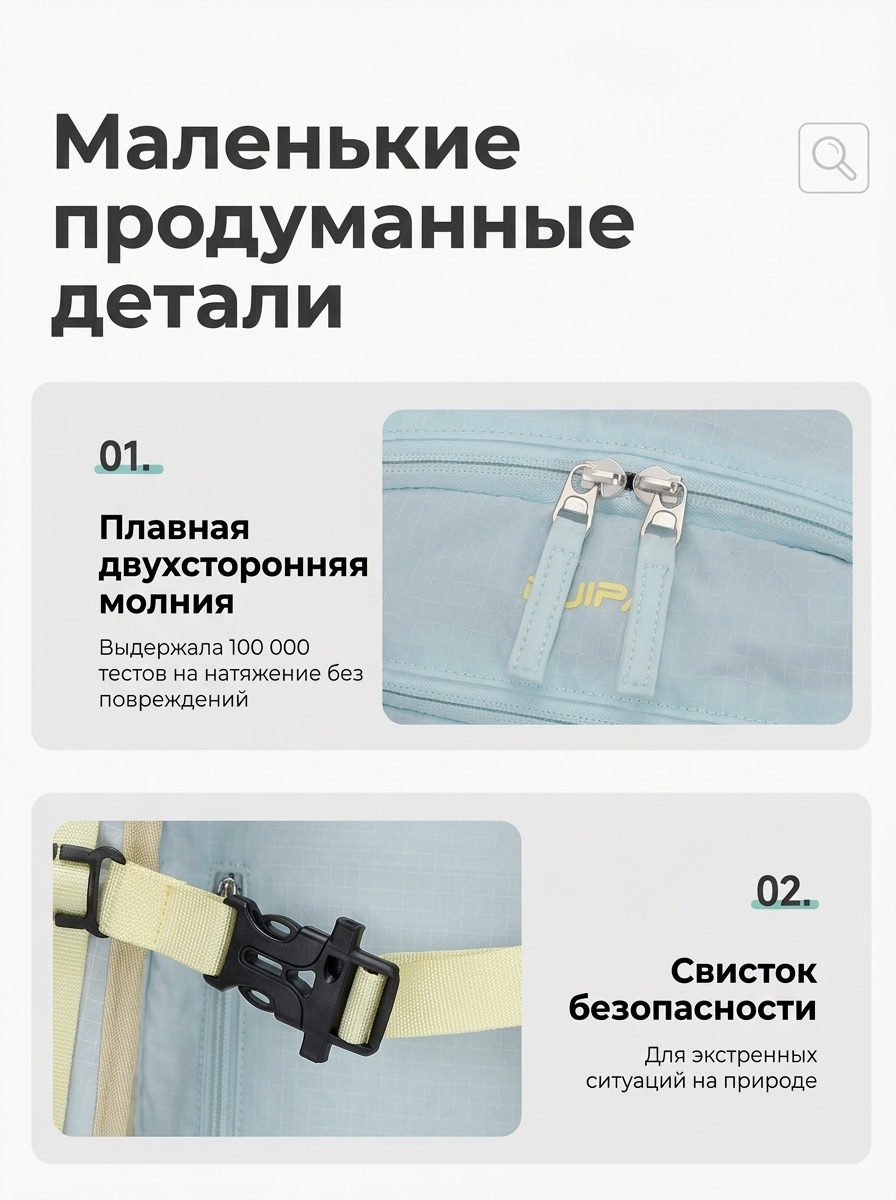 Маленькие
продуманные
детали
01.
Плавная
двухсторонняя
молния
Выдержала 100 000
тестов на натяжение без
повреждений
02.
Свисток
безопасности
Для экстренных
ситуаций на природе